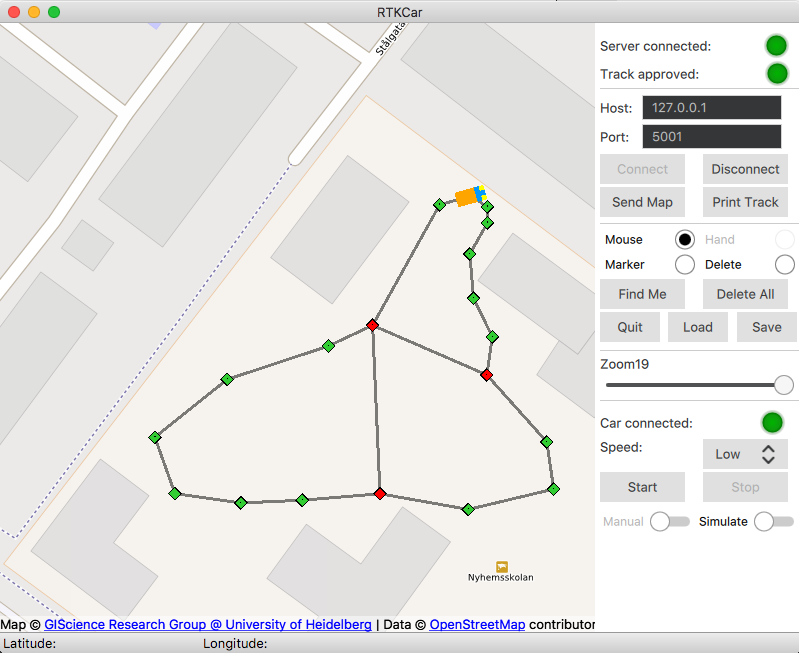 RTKCar
Stålgata
Server connected:
Track approved:
Host: 127.0.0.1
Port: 5001
Connect Disconnect
Send Map Print Track
Mouse Hand
Marker Delete
Find Me Delete All
Quit Load Save
Zoom19
Car connected:
Speed: Low
Start Stop
Manual Simulate
Nyhemsskolan
Map © GIScience Research Group @ University of Heidelberg | Data © OpenStreetMap contributor
Latitude: Longitude: